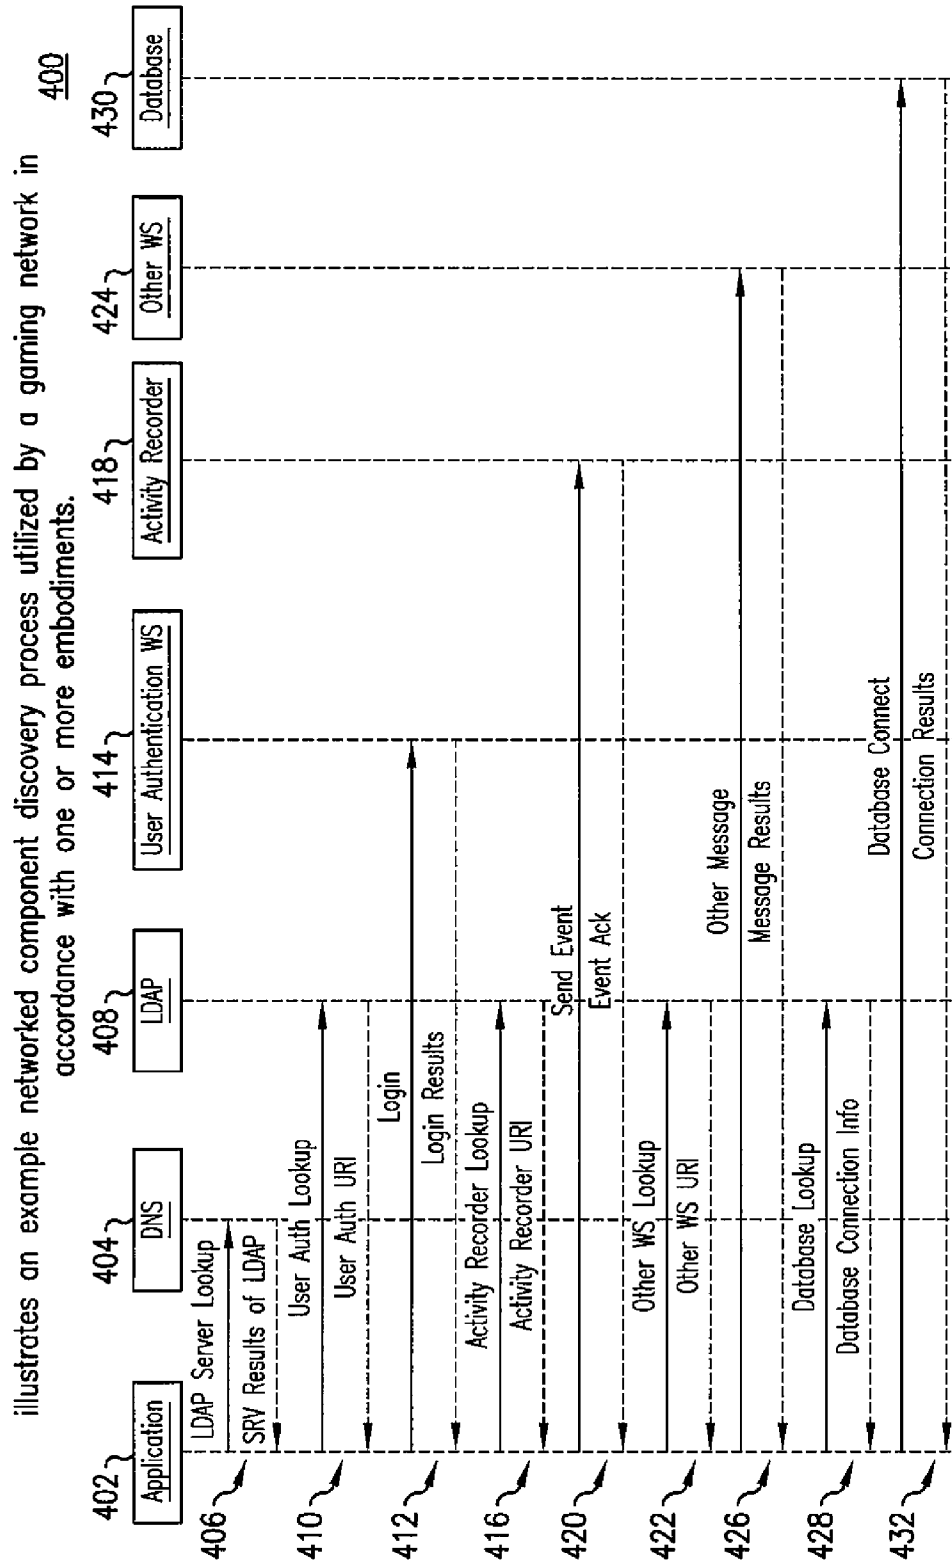 illustrates an example networked component discovery process utilized by a gaming network in
accordance with one or more embodiments.
400
402
404
408
414
418
424
430
Application
DNS
LDAP
User Authentication WS
Activity Recorder
Other WS
Database
406
LDAP Server Lookup
SRV Results of LDAP
410
User Auth Lookup
User Auth URI
412
Login
Login Results
416
Activity Recorder Lookup
Activity Recorder URI
420
Send Event
Event Ack
422
Other WS Lookup
Other WS URI
426
Other Message
Message Results
428
Database Lookup
Database Connection Info
432
Database Connect
Connection Results